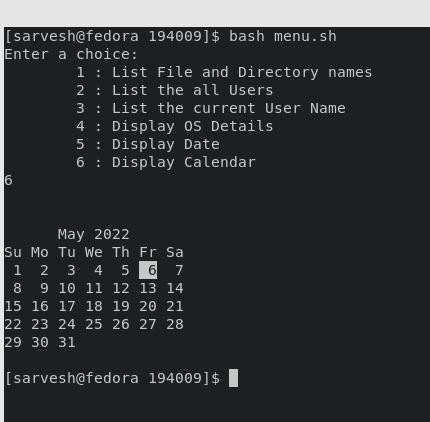 [sarvesh@fedora 194009]$ bash menu.sh
Enter a choice:
1 : List File and Directory names
2 : List the all Users
3 : List the current User Name
4 : Display OS Details
5 : Display Date
6 : Display Calendar
6
May 2022
Su Mo Tu We Th Fr Sa
1 2 3 4 5 6 7
8 9 10 11 12 13 14
15 16 17 18 19 20 21
22 23 24 25 26 27 28
29 30 31
[sarvesh@fedora 194009]$